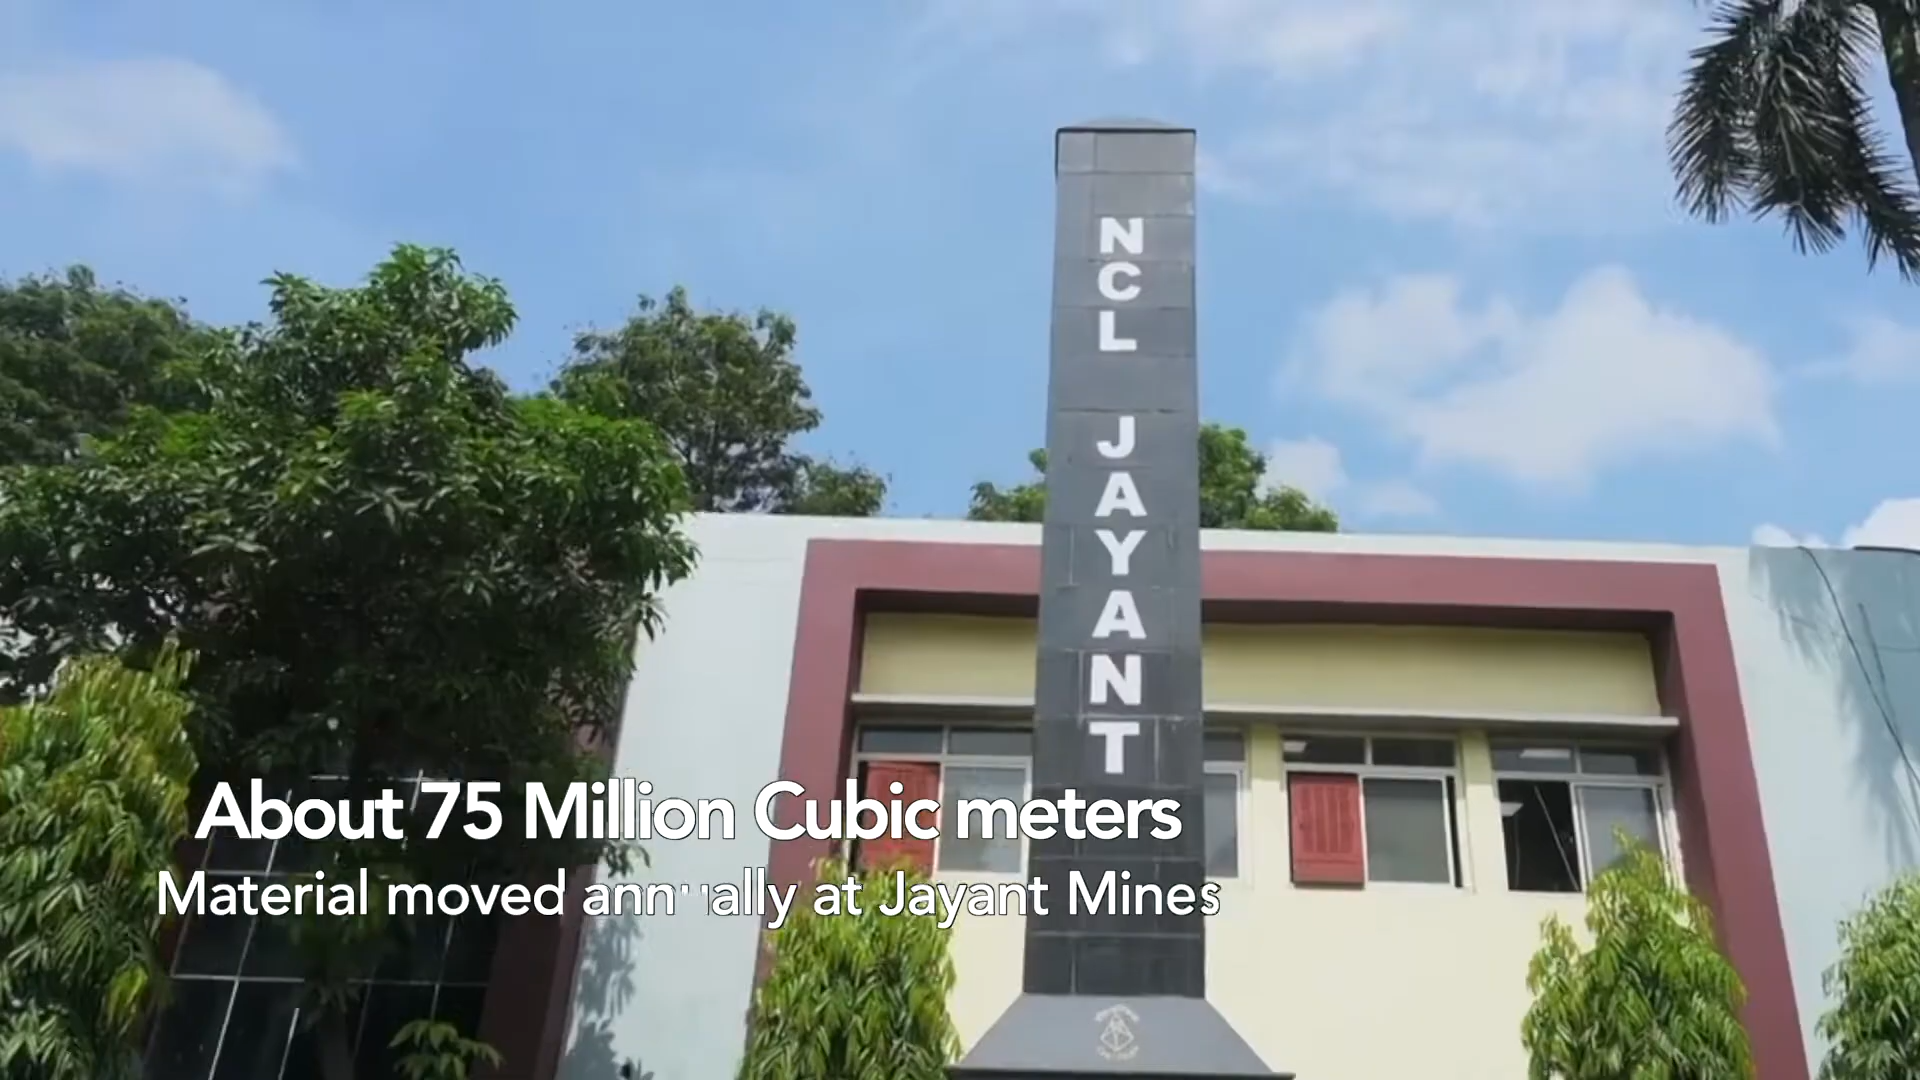 NCL JAYANT
About 75 Million Cubic meters
Material moved annually at Jayant Mines